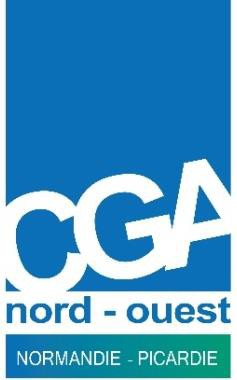 CGA
nord - ouest
NORMANDIE - PICARDIE